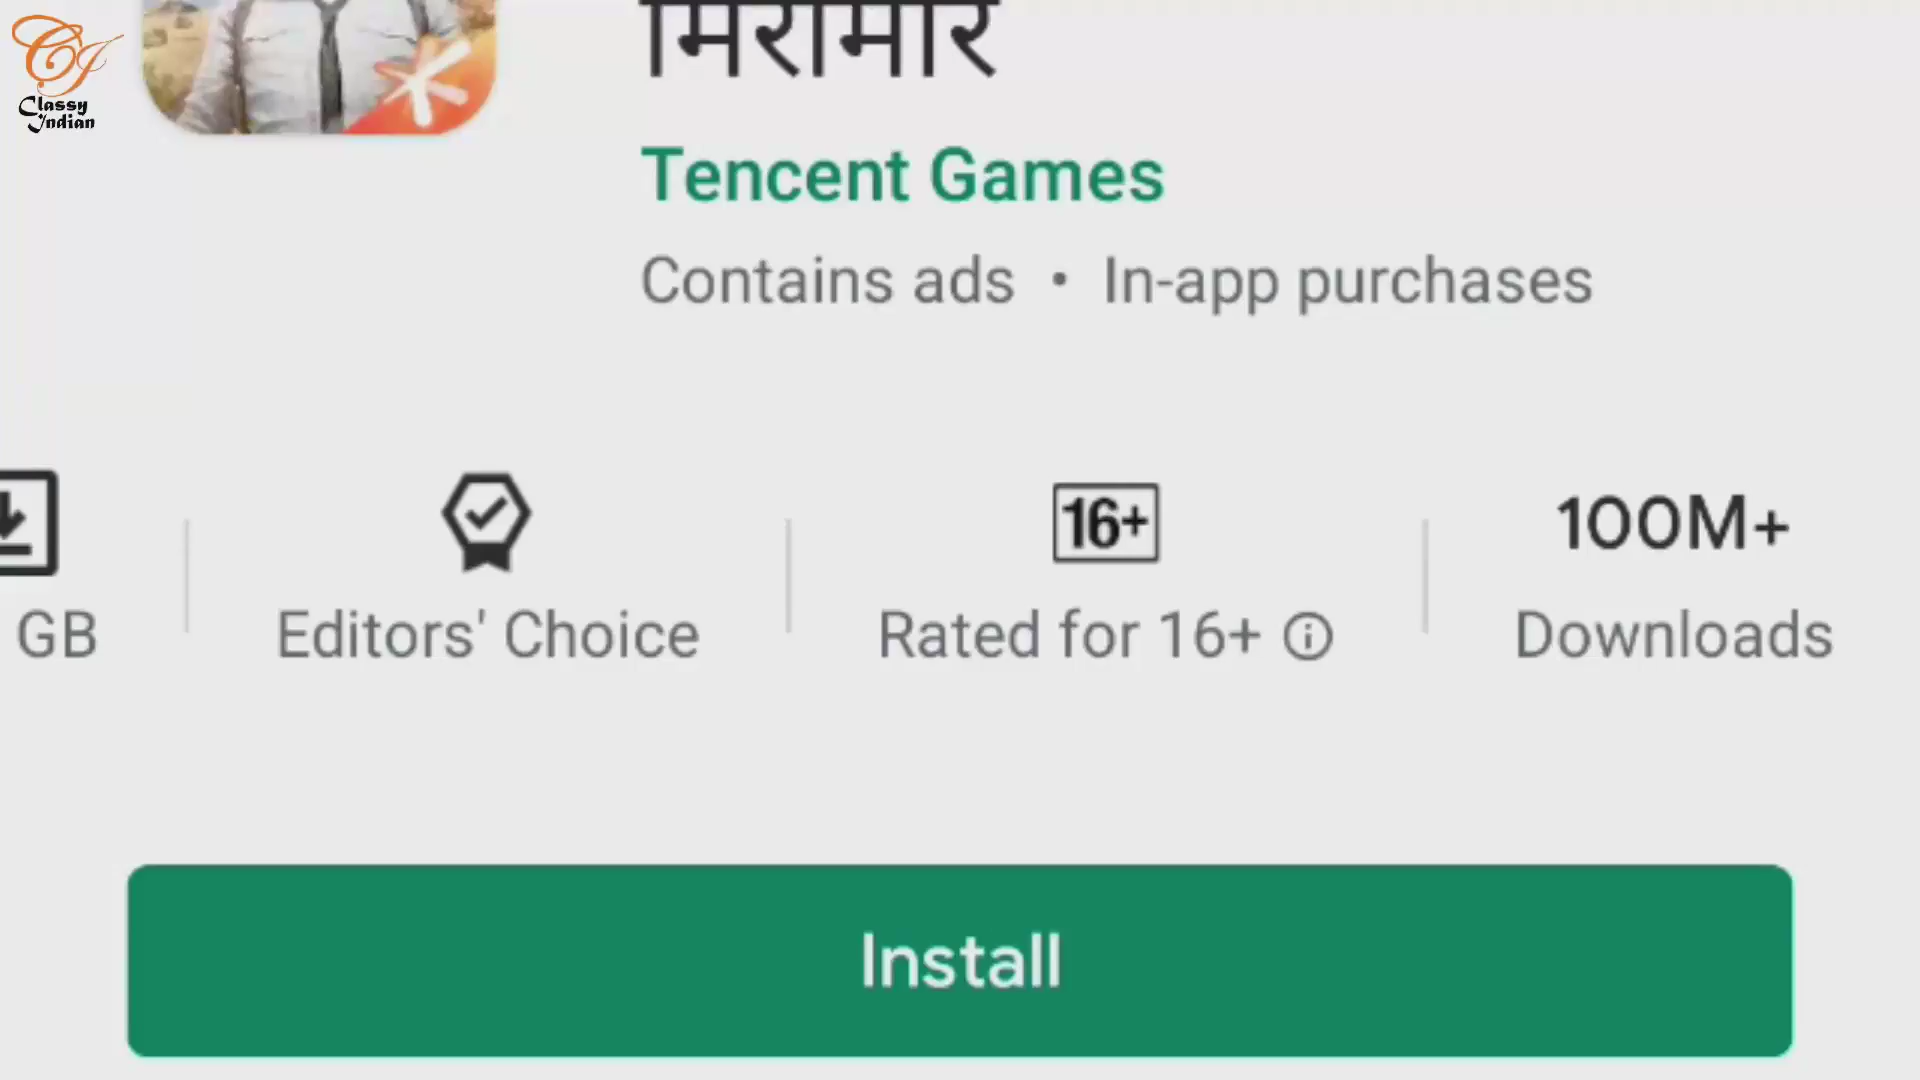 Classy
Indian
मिरामार
Tencent Games
Contains ads • In-app purchases
16+
100M+
GB
Editors' Choice
Rated for 16+
Downloads
Install